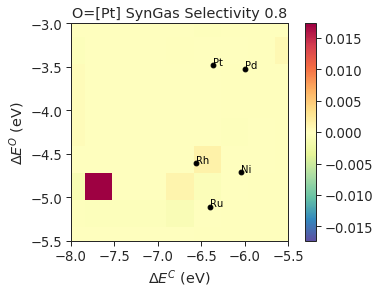 O=[Pt] SynGas Selectivity 0.8
−3.0
−3.5
−4.0
−4.5
−5.0
−5.5
ΔE^O (eV)
Pt
Pd
Rh
Ni
Ru
−8.0 −7.5 −7.0 −6.5 −6.0 −5.5
ΔE^C (eV)
0.015
0.010
0.005
0.000
−0.005
−0.010
−0.015